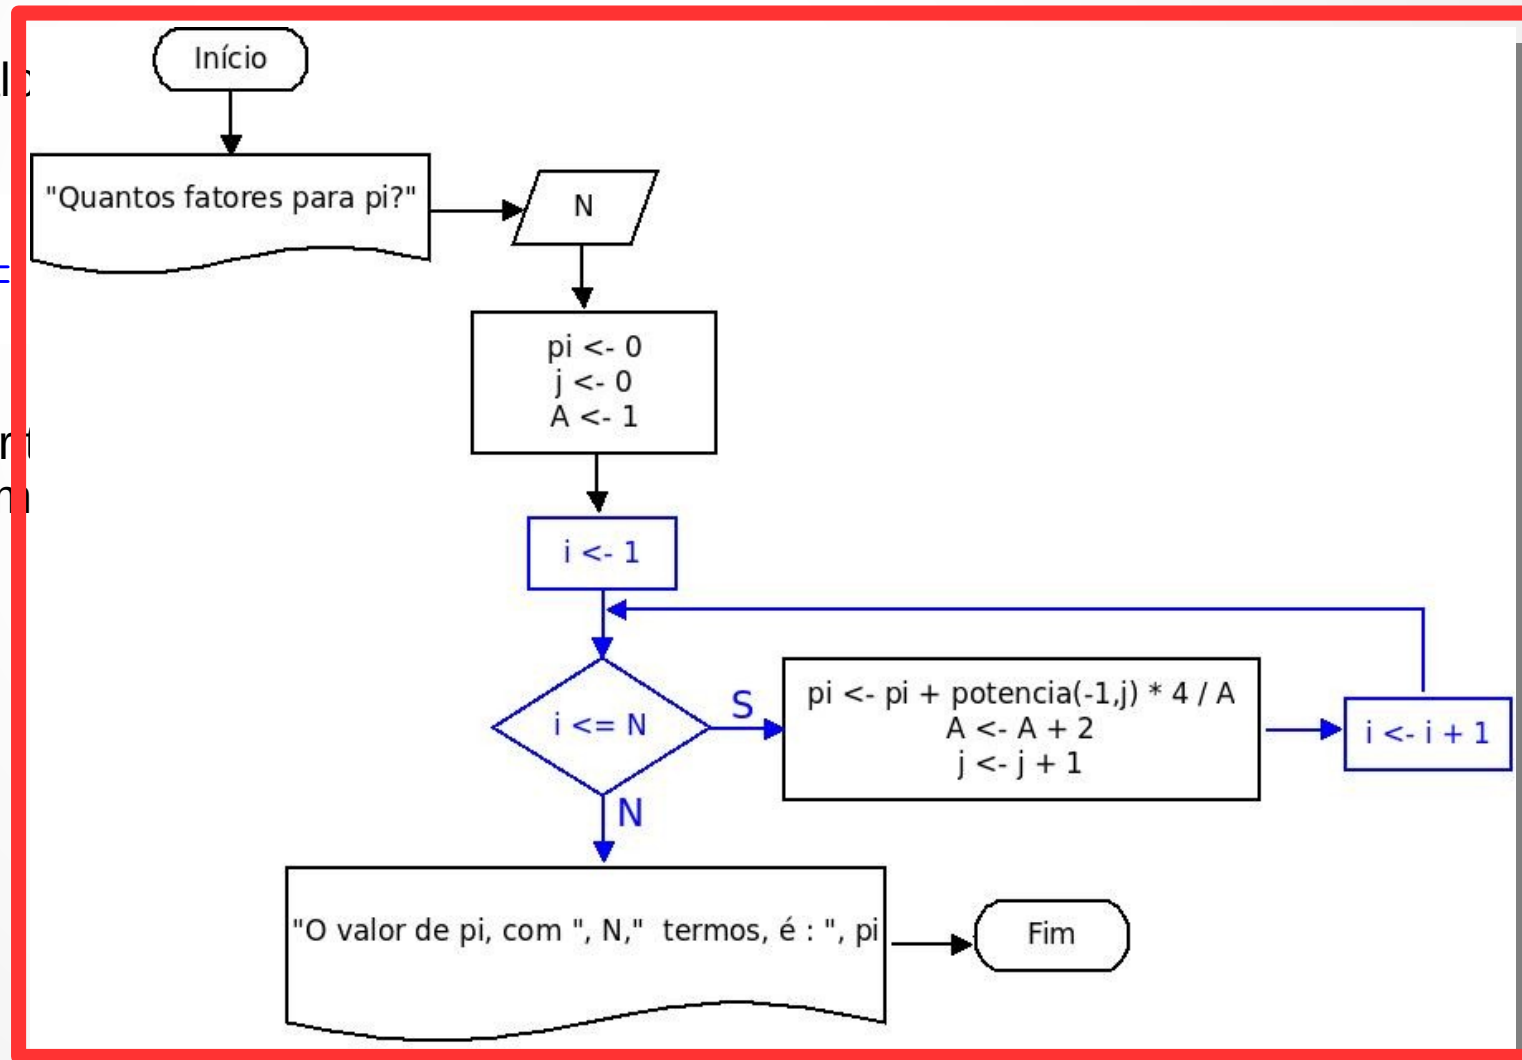 Início
"Quantos fatores para pi?"
N
pi <- 0
j <- 0
A <- 1
i <- 1
i <= N
S
pi <- pi + potencia(-1,j) * 4 / A
A <- A + 2
j <- j + 1
i <- i + 1
N
"O valor de pi, com ", N,"  termos, é : ", pi
Fim